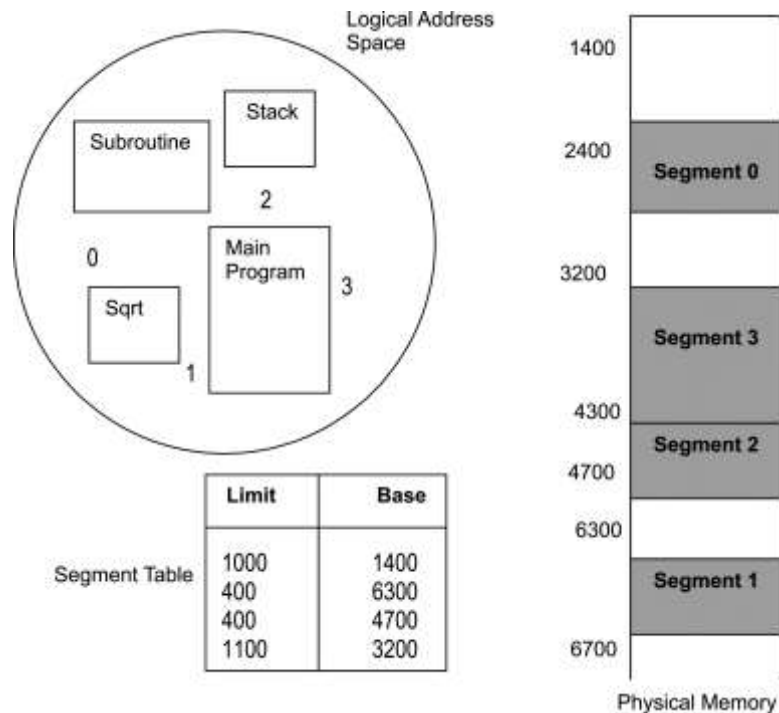 Logical Address
Space
Stack
Subroutine
2
0
Main
Program
3
Sqrt
1
Limit Base
Segment Table
1000 1400
400 6300
400 4700
1100 3200
1400
2400
Segment 0
3200
Segment 3
4300
Segment 2
4700
6300
Segment 1
6700
Physical Memory